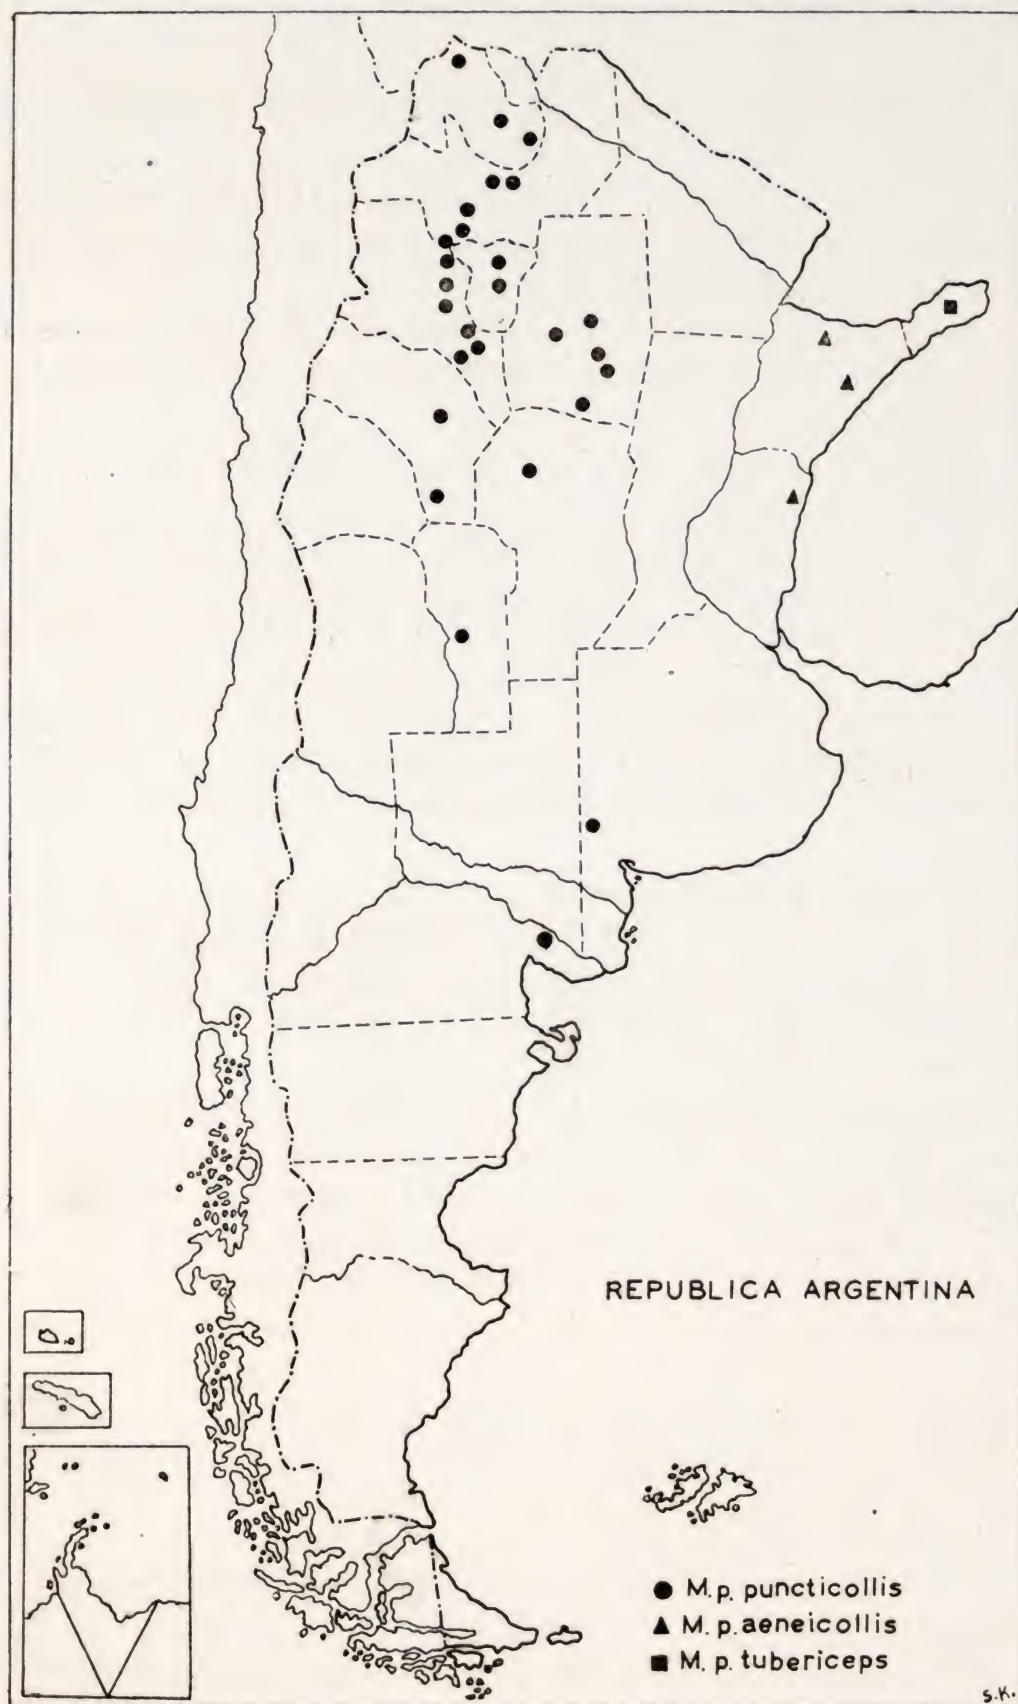 REPUBLICA ARGENTINA
M. p. puncticollis
M. p. aeneicollis
M. p. tubericeps
S.K.